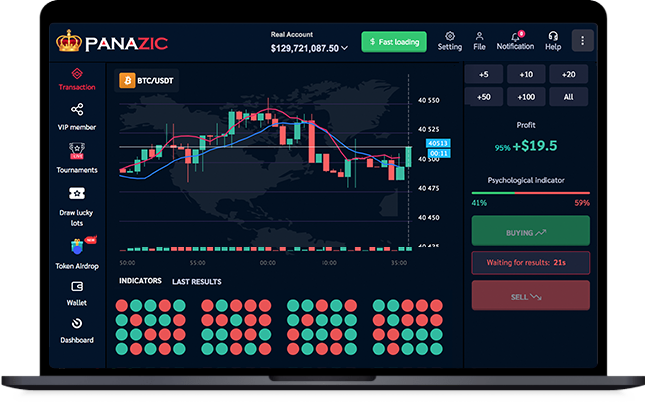 PANAZIC
Real Account
$129,721,087.50
$ Fast loading
Setting
File
8
Notification
Help
Transaction
VIP member
LIVE
Tournaments
Draw lucky
lots
NEW
Token Airdrop
Wallet
Dashboard
BTC/USDT
40 550
40 525
40513
00:11
40 500
40 475
40 450
40 425
50:00
55:00
00:00
10:00
35:00
INDICATORS
LAST RESULTS
+5
+10
+20
+50
+100
All
Profit
95% +$19.5
Psychological Indicator
41%
59%
BUYING
Waiting for results: 21s
SELL